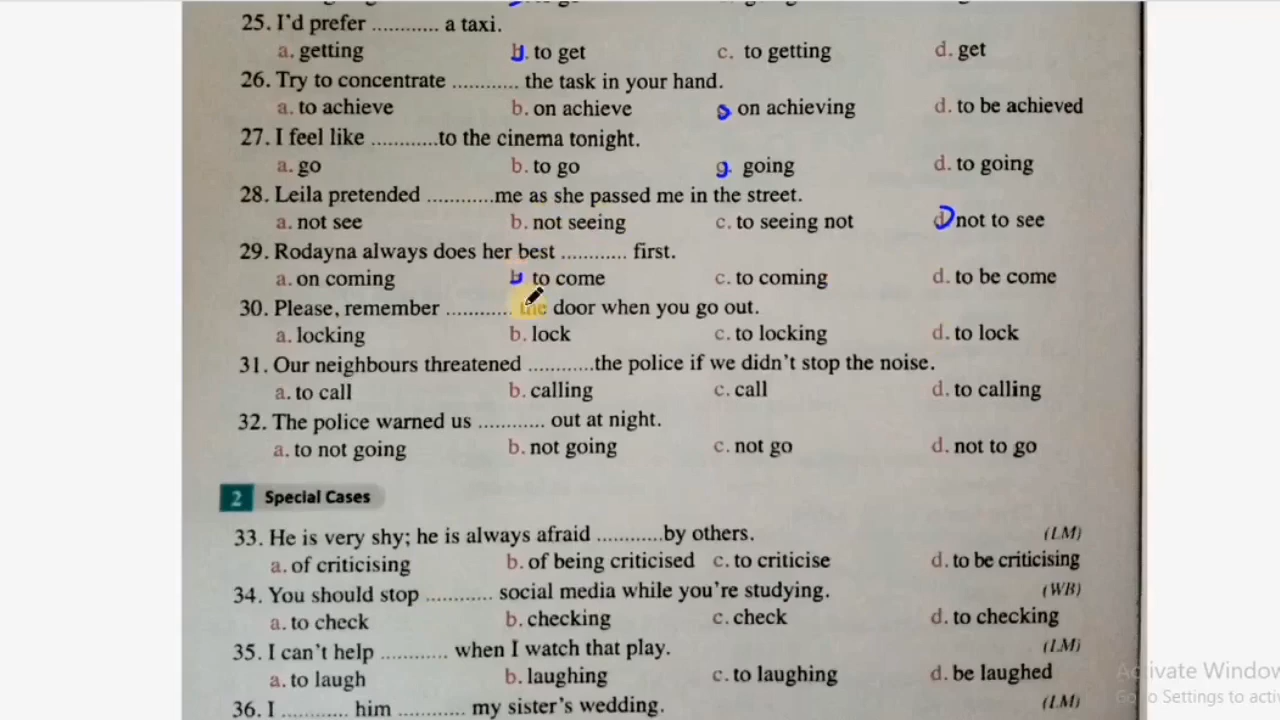 25. I'd prefer ............ a taxi.
a. getting b. to get c. to getting d. get
26. Try to concentrate ............ the task in your hand.
a. to achieve b. on achieve on achieving d. to be achieved
27. I feel like ............to the cinema tonight.
a. go b. to go going d. to going
28. Leila pretended ............me as she passed me in the street.
a. not see b. not seeing c. to seeing not d. not to see
29. Rodayna always does her best ............ first.
a. on coming b to come c. to coming d. to be come
30. Please, remember ............ the door when you go out.
a. locking b. lock c. to locking d. to lock
31. Our neighbours threatened ............the police if we didn't stop the noise.
a. to call b. calling c. call d. to calling
32. The police warned us ............ out at night.
a. to not going b. not going c. not go d. not to go
2 Special Cases
33. He is very shy; he is always afraid ............by others. (LM)
a. of criticising b. of being criticised c. to criticise d. to be criticising
34. You should stop ............ social media while you're studying. (WB)
a. to check b. checking c. check d. to checking
35. I can't help ............ when I watch that play. (LM)
a. to laugh b. laughing c. to laughing d. be laughed
36. I ............ him ............ my sister's wedding. (LM)
Activate Window
Go to Settings to activ